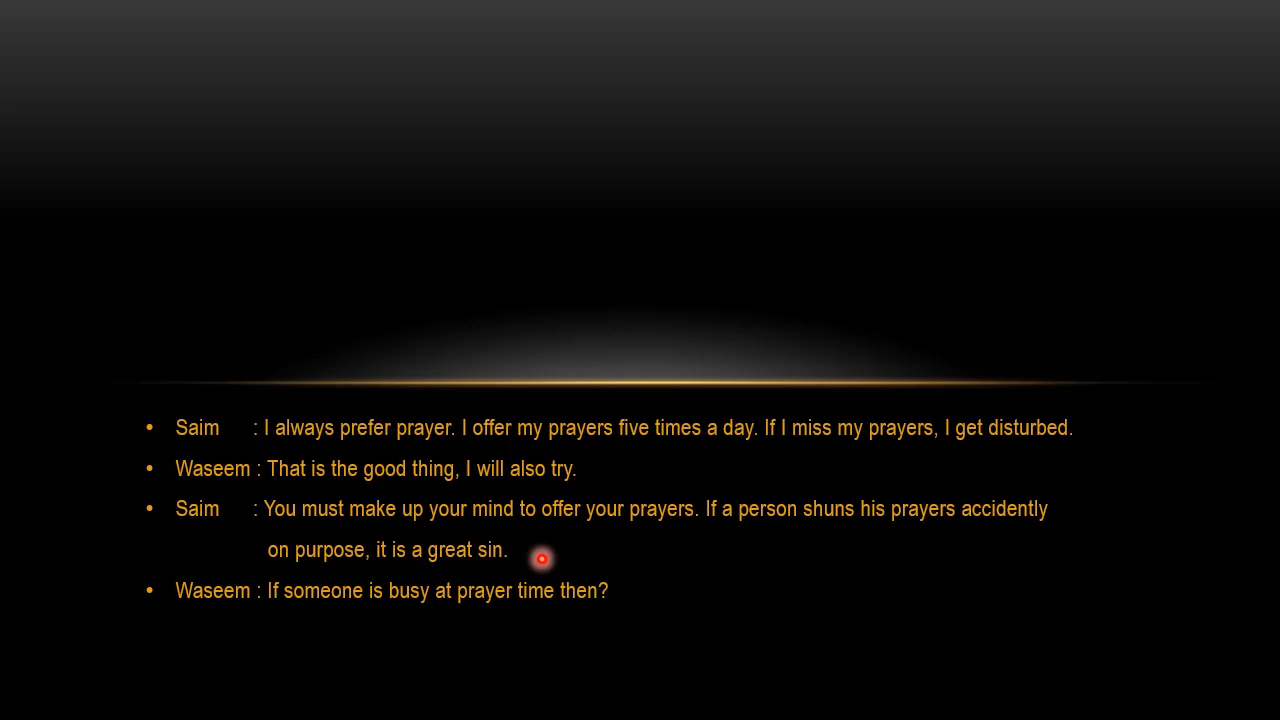 • Saim : I always prefer prayer. I offer my prayers five times a day. If I miss my prayers, I get disturbed.
• Waseem : That is the good thing, I will also try.
• Saim : You must make up your mind to offer your prayers. If a person shuns his prayers accidently
on purpose, it is a great sin.
• Waseem : If someone is busy at prayer time then?